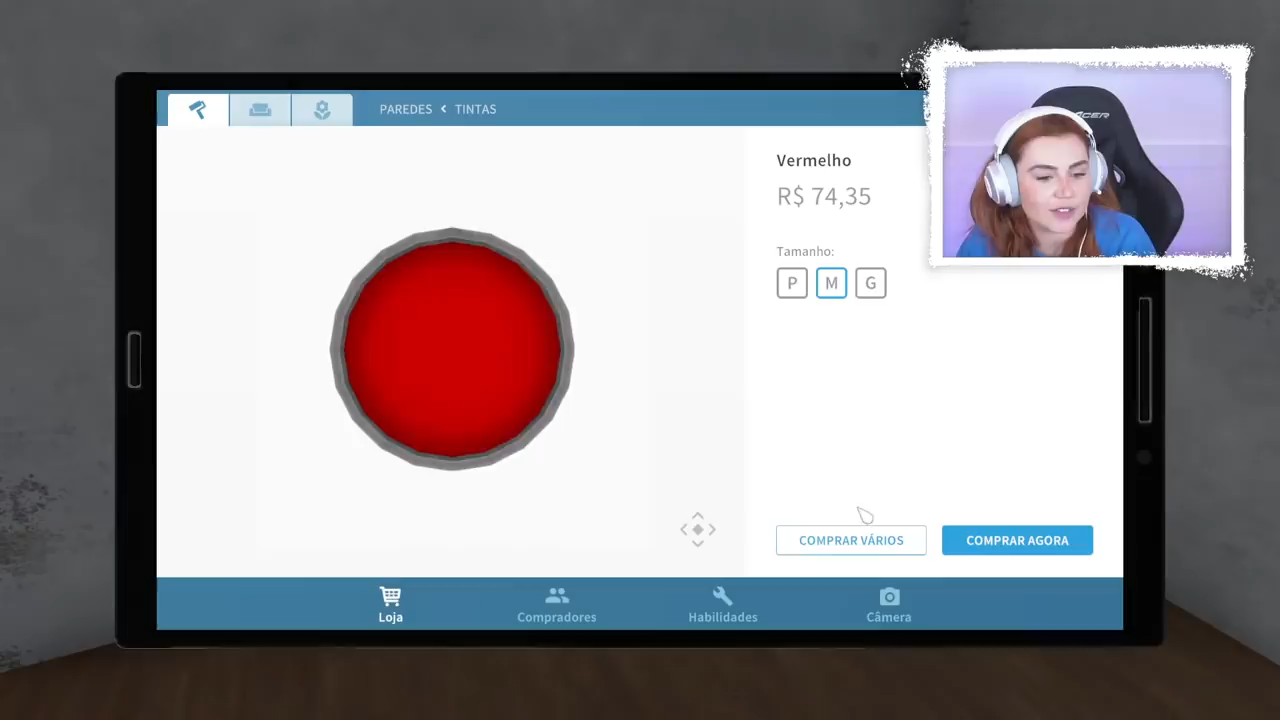 PAREDES < TINTAS
Vermelho
R$ 74,35
Tamanho:
P M G
COMPRAR VÁRIOS
COMPRAR AGORA
Loja
Compradores
Habilidades
Câmera